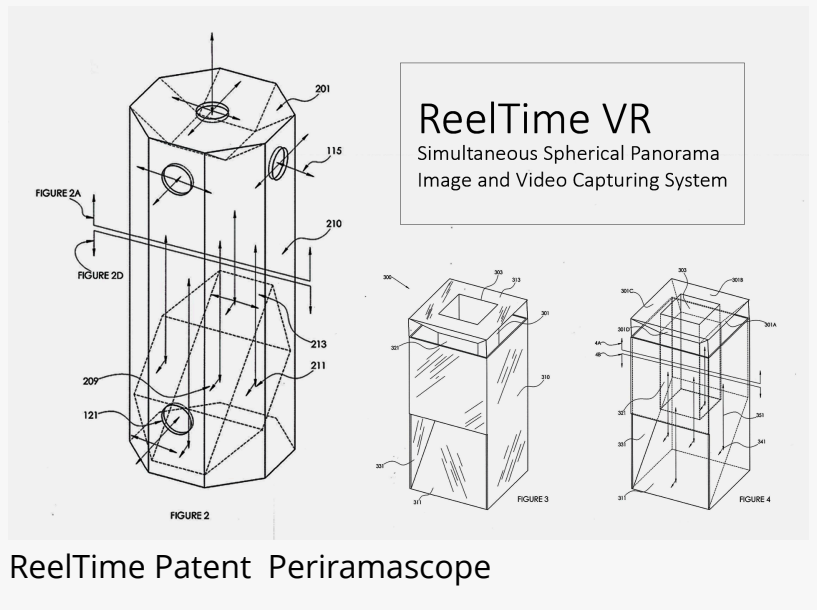 201
115
FIGURE 2A
210
FIGURE 2D
213
211
209
121
FIGURE 2
ReelTime VR
Simultaneous Spherical Panorama
Image and Video Capturing System
300
303
313
301
321
310
331
311
FIGURE 3
303
301B
301C
301A
301D
4A
4B
321
351
331
341
311
FIGURE 4
ReelTime Patent  Periramascope